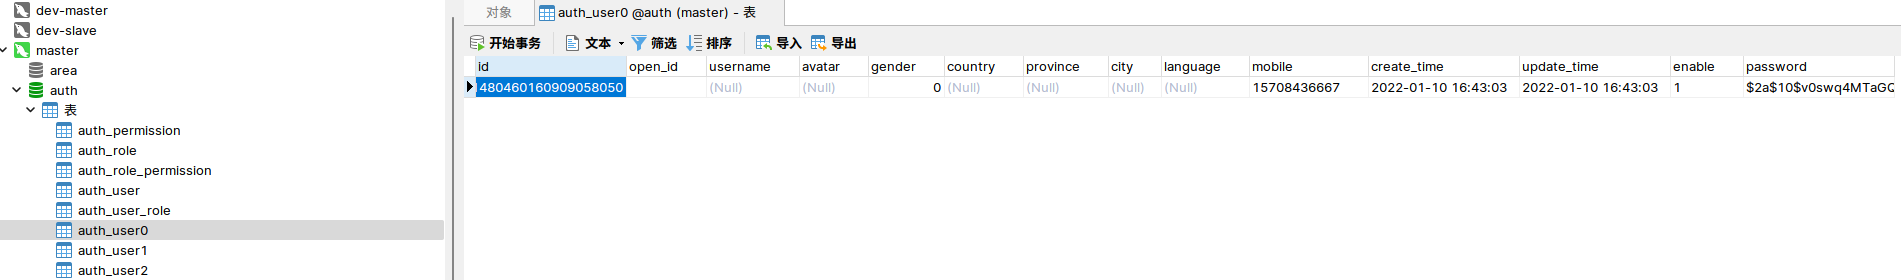 dev-master
dev-slave
master
area
auth
表
auth_permission
auth_role
auth_role_permission
auth_user
auth_user_role
auth_user0
auth_user1
auth_user2
对象 auth_user0 @auth (master) - 表
开始事务 文本 筛选 排序 导入 导出
id open_id username avatar gender country province city language mobile create_time update_time enable password
480460160909058050 (Null) (Null) 0 (Null) (Null) (Null) (Null) 15708436667 2022-01-10 16:43:03 2022-01-10 16:43:03 1 $2a$10$v0swq4MTaGQ